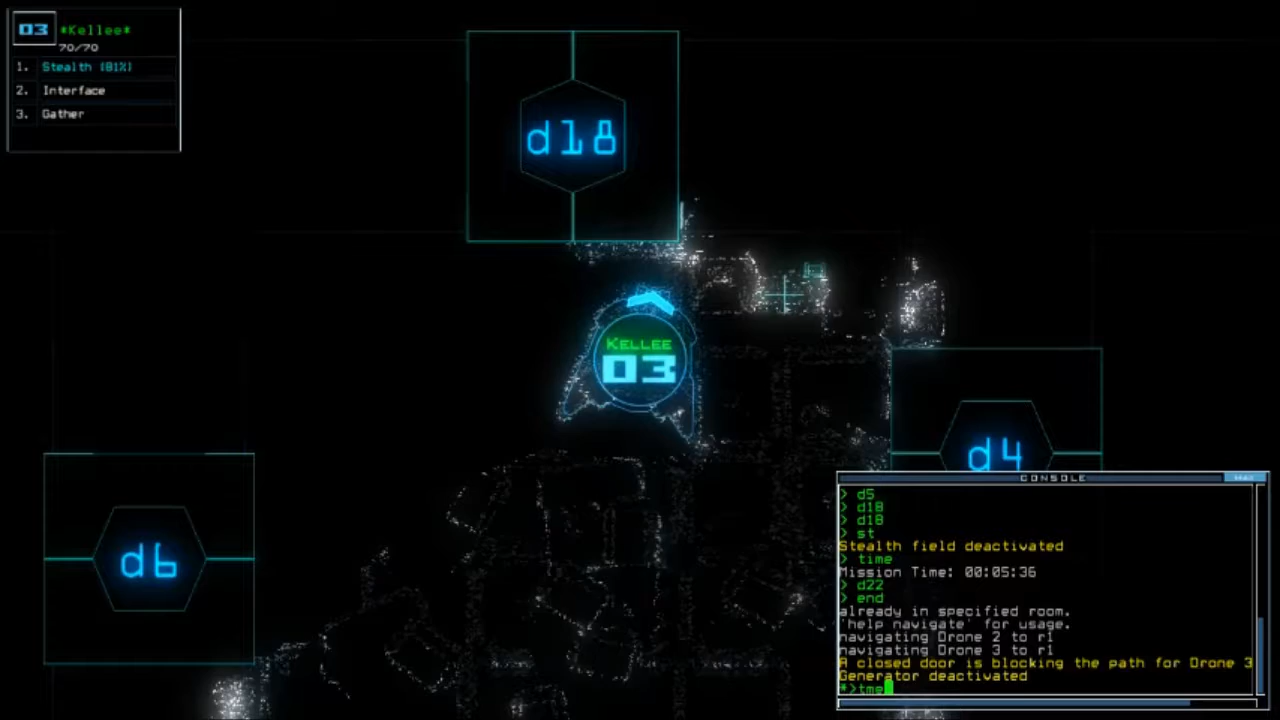 03 *Kellee*
70/70
1. Stealth (81%)
2. Interface
3. Gather
d18
KELLEE
03
d4
d6
CONSOLE
> d5
> d18
> d18
> st
Stealth field deactivated
> time
Mission Time: 00:05:36
> d22
> end
already in specified room.
'help navigate' for usage.
navigating Drone 2 to r1
navigating Drone 3 to r1
A closed door is blocking the path for Drone 3
Generator deactivated
*>tme